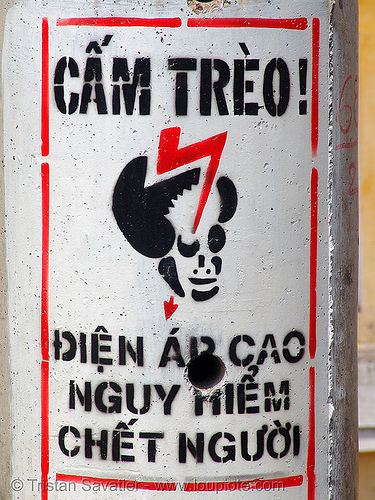 CẤM TRÈO!
ĐIỆN ÁP CAO
NGUY HIỂM
CHẾT NGƯỜI
© Tristan Savatier - www.loupiote.com